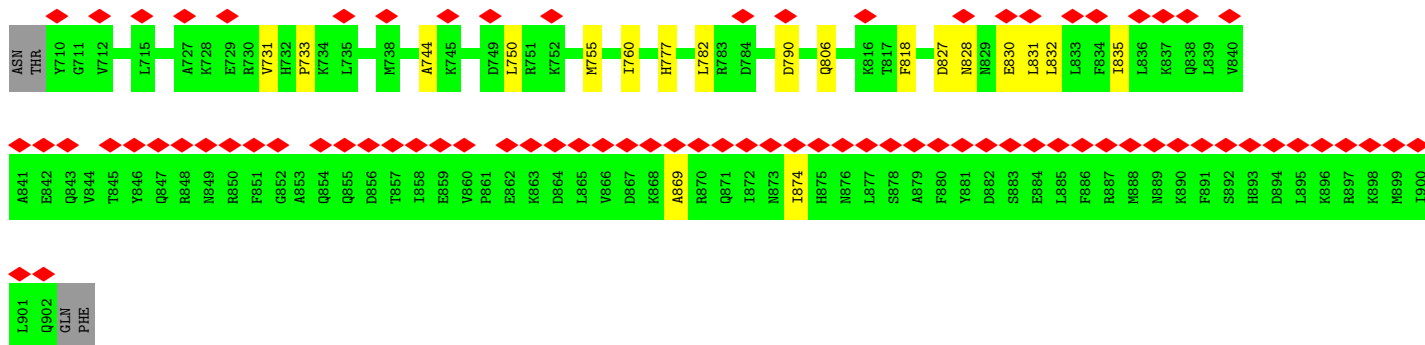 ASN THR Y710 G711 V712 L715 A727 K728 E729 R730 V731 H732 P733 K734 L735 M738 A744 K745 D749 L750 R751 K752 M755 I760 H777 L782 R783 D784 D790 Q806 K816 T817 F818 D827 N828 N829 E830 L831 L832 L833 F834 I835 L836 K837 Q838 L839 V840
A841 E842 Q843 V844 T845 Y846 Q847 R848 N849 R850 F851 G852 A853 Q854 Q855 D856 T857 I858 E859 V860 P861 E862 K863 D864 L865 V866 D867 K868 A869 R870 Q871 I872 N873 I874 H875 N876 L877 S878 A879 F880 Y881 D882 S883 E884 L885 F886 R887 M888 N889 K890 F891 S892 H893 D894 L895 K896 R897 K898 M899 I900
L901 Q902 GLN PHE